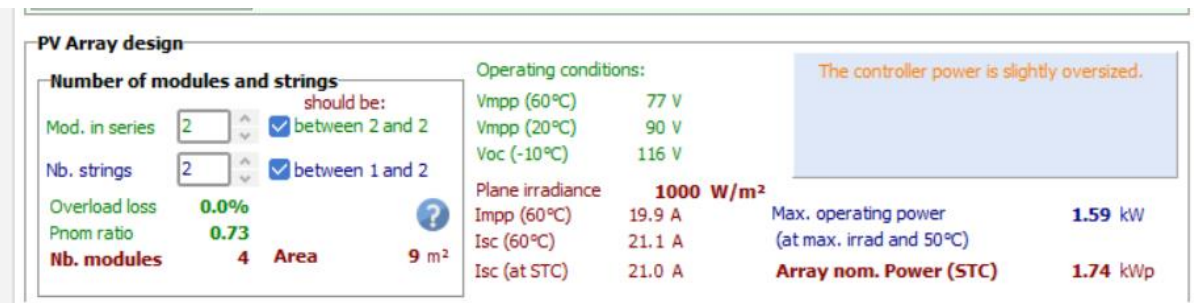 PV Array design
Number of modules and strings
should be:
Mod. in series 2 between 2 and 2
Nb. strings 2 between 1 and 2
Overload loss 0.0%
Pnom ratio 0.73 ?
Nb. modules 4 Area 9 m²
Operating conditions:
Vmpp (60°C) 77 V
Vmpp (20°C) 90 V
Voc (-10°C) 116 V
Plane irradiance 1000 W/m²
Impp (60°C) 19.9 A
Isc (60°C) 21.1 A
Isc (at STC) 21.0 A
The controller power is slightly oversized.
Max. operating power 1.59 kW
(at max. irrad and 50°C)
Array nom. Power (STC) 1.74 kWp